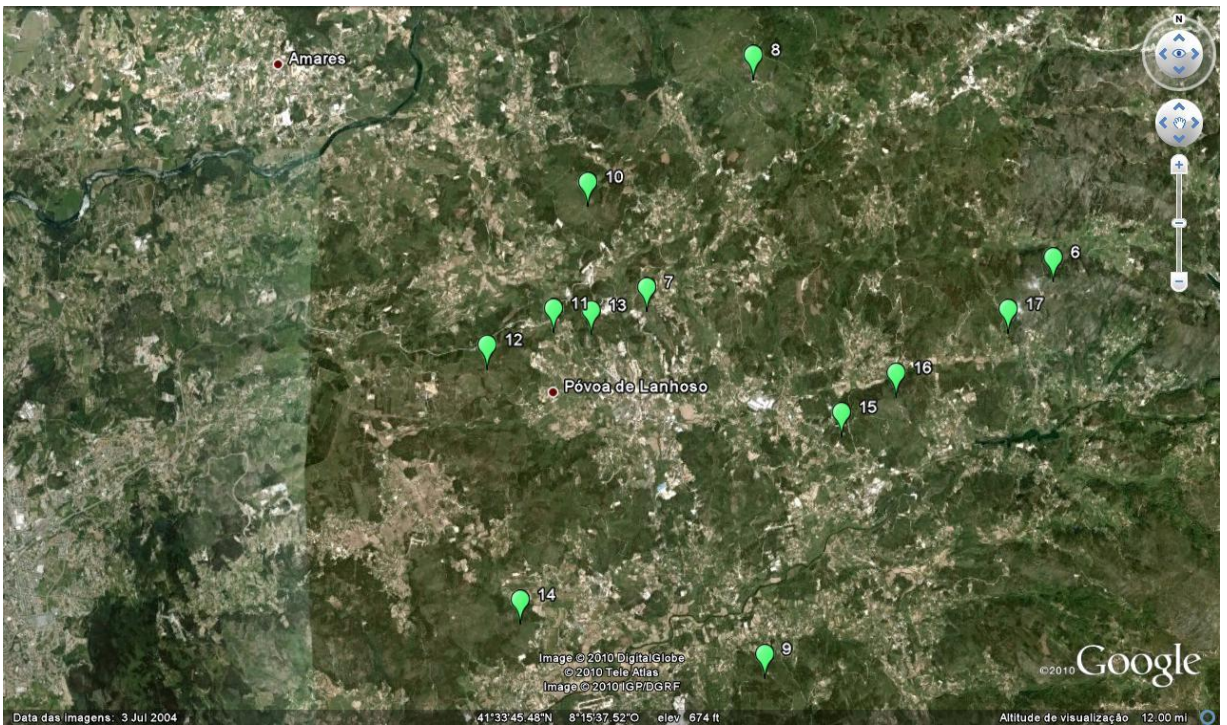 N
Amares
8
10
6
7
11
13
17
12
16
Póvoa de Lanhoso
15
14
9
Image © 2010 DigitalGlobe
© 2010 Tele Atlas
Image © 2010 IGP/DGRF
©2010 Google
Data das imagens: 3 Jul 2004
41°33'45.48"N 8°15'37.52"O elev 674 ft
Altitude de visualização 12.00 mi